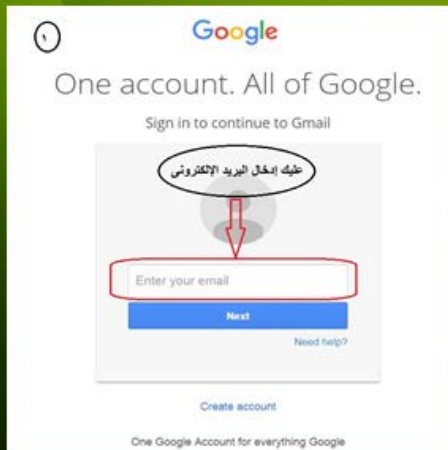 ١
Google
One account. All of Google.
Sign in to continue to Gmail
عليك إدخال البريد الإلكتروني
Enter your email
Next
Need help?
Create account
One Google Account for everything Google